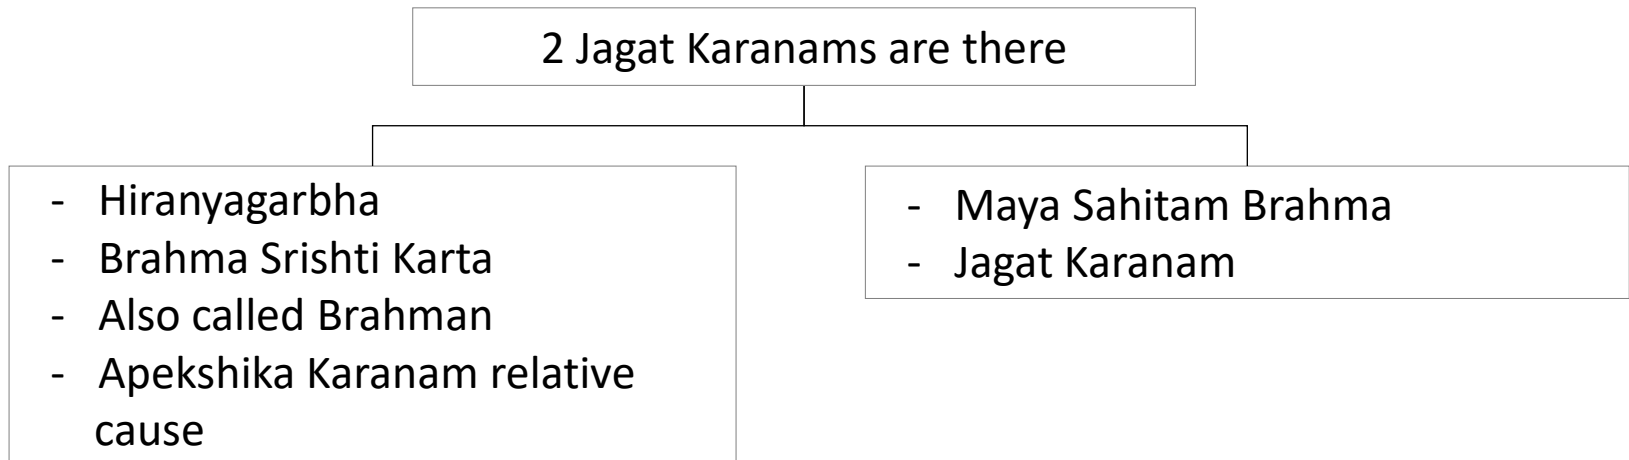 2 Jagat Karanams are there
- Hiranyagarbha
- Brahma Srishti Karta
- Also called Brahman
- Apekshika Karanam relative
cause
- Maya Sahitam Brahma
- Jagat Karanam